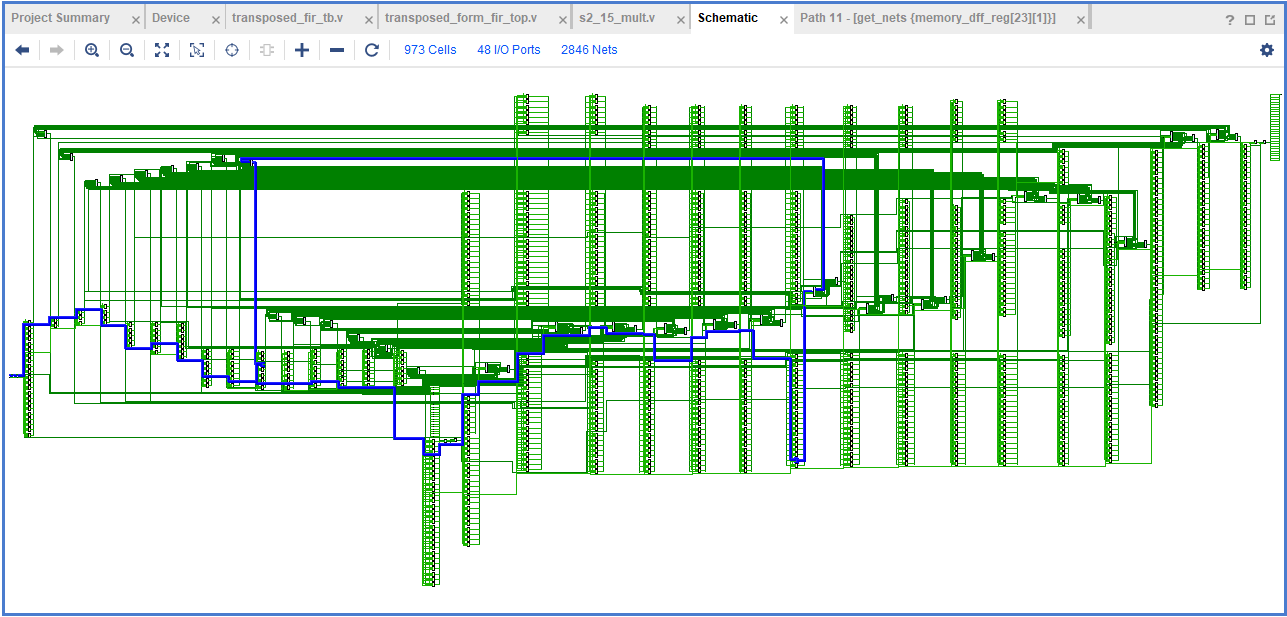 Project Summary × Device × transposed_fir_tb.v × transposed_form_fir_top.v × s2_15_mult.v × Schematic × Path 11 - [get_nets {memory_dff_reg[23][1]}] × ?
973 Cells 48 I/O Ports 2846 Nets